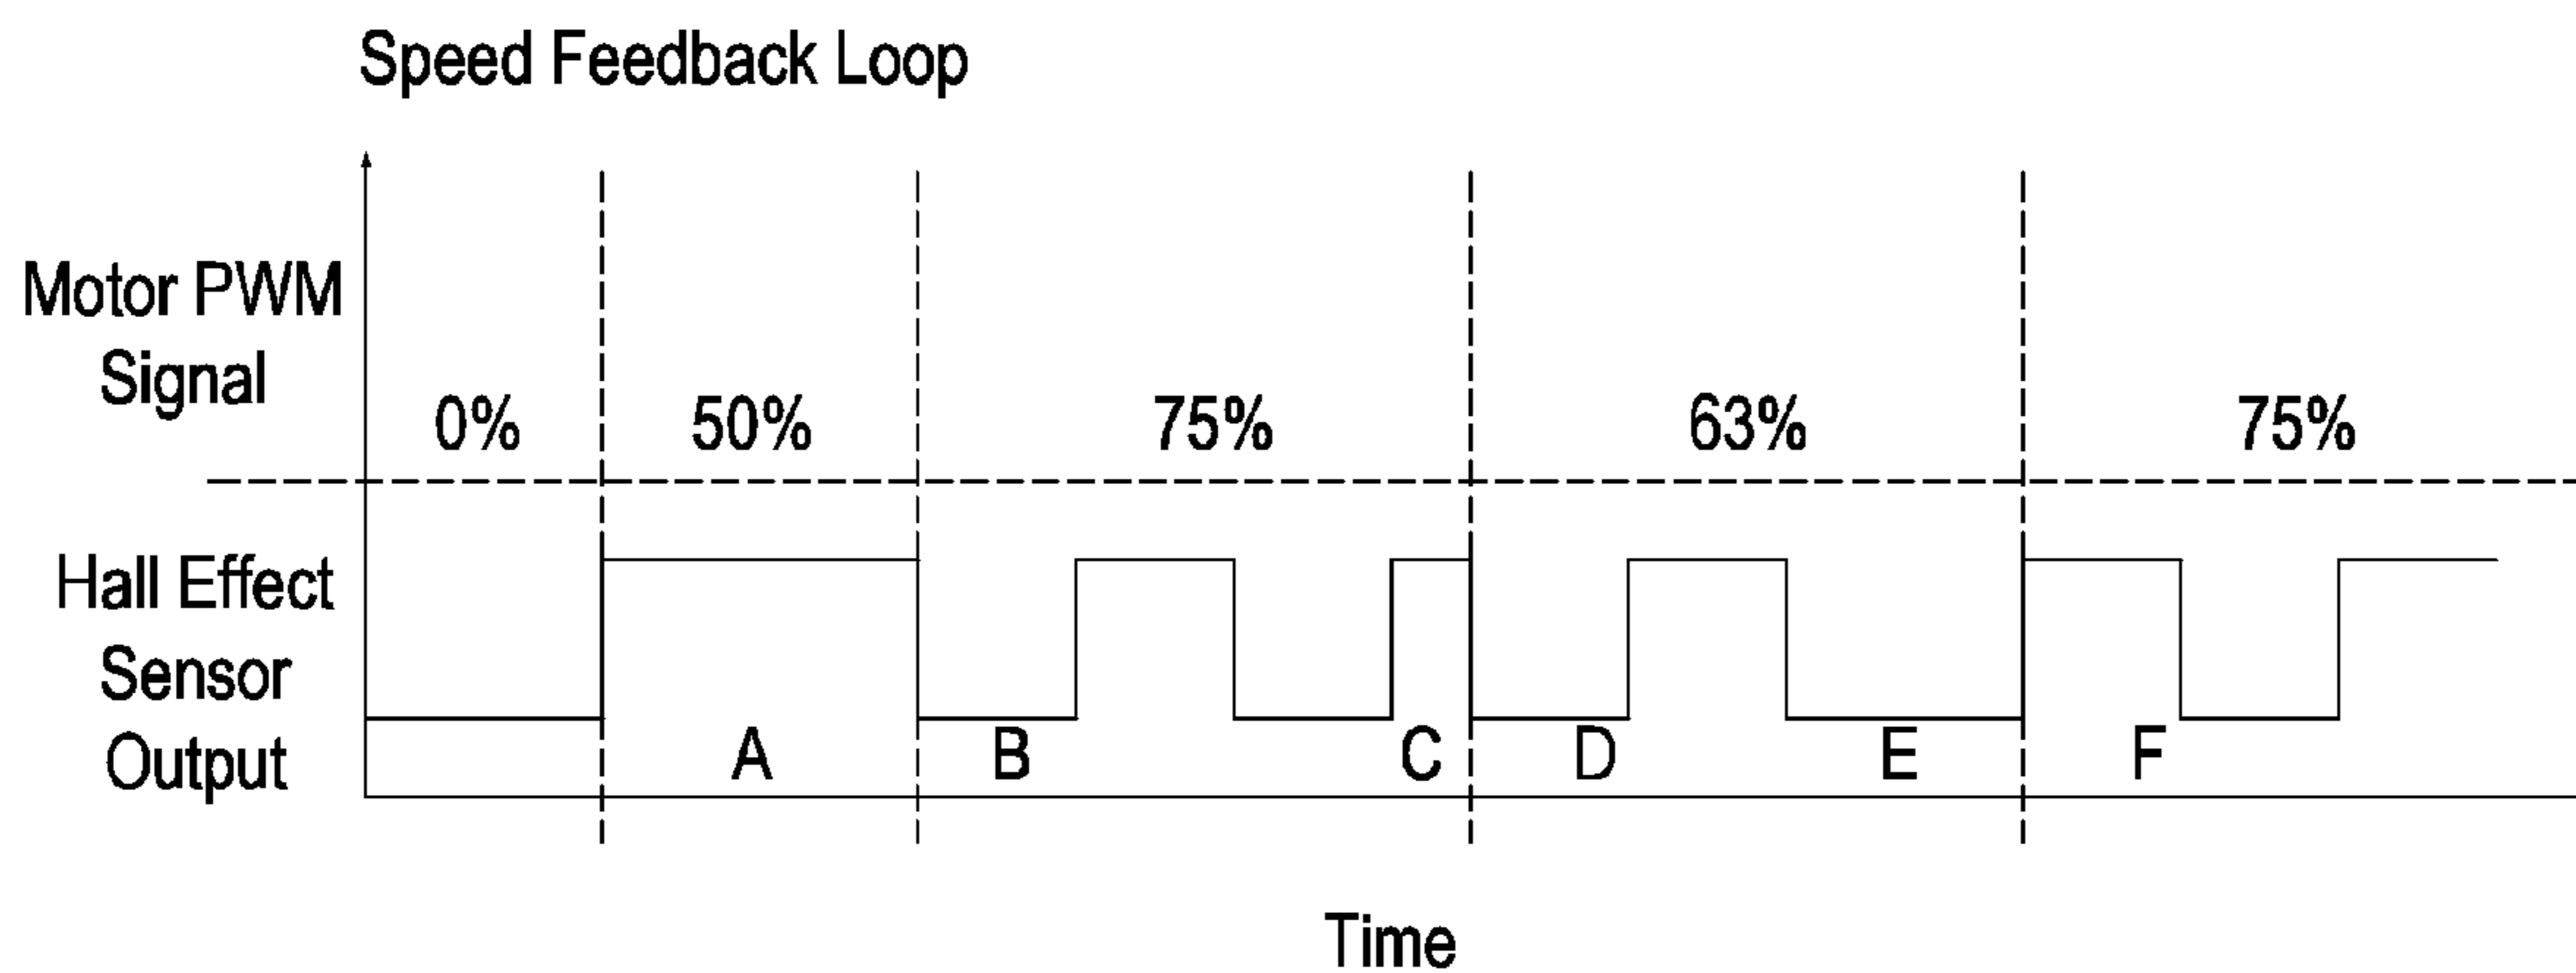 Speed Feedback Loop
Motor PWM
Signal
0% 50% 75% 63% 75%
Hall Effect
Sensor
Output
A B C D E F
Time